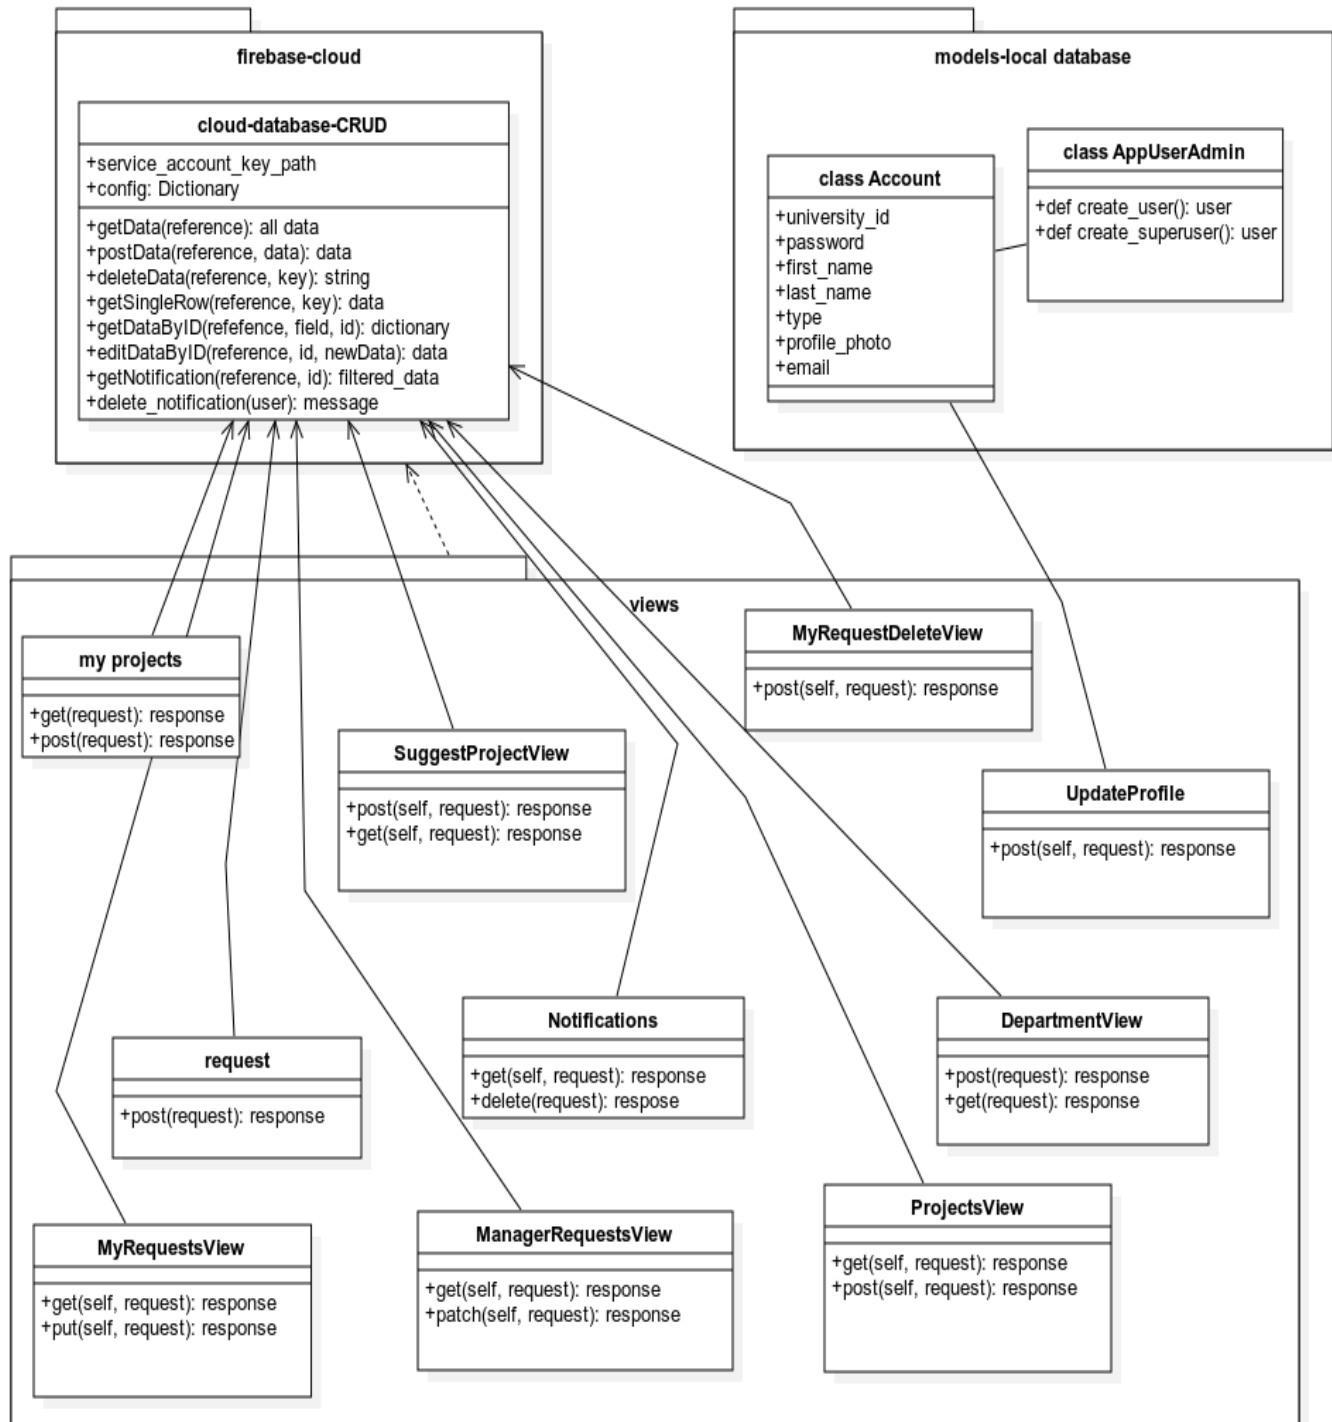 firebase-cloud
cloud-database-CRUD
+service_account_key_path
+config: Dictionary
+getData(reference): all data
+postData(reference, data): data
+deleteData(reference, key): string
+getSingleRow(reference, key): data
+getDataByID(refefence, field, id): dictionary
+editDataByID(reference, id, newData): data
+getNotification(reference, id): filtered_data
+delete_notification(user): message
models-local database
class Account
+university_id
+password
+first_name
+last_name
+type
+profile_photo
+email
class AppUserAdmin
+def create_user(): user
+def create_superuser(): user
views
my projects
+get(request): response
+post(request): response
SuggestProjectView
+post(self, request): response
+get(self, request): response
MyRequestDeleteView
+post(self, request): response
UpdateProfile
+post(self, request): response
request
+post(request): response
Notifications
+get(self, request): response
+delete(request): respose
DepartmentView
+post(request): response
+get(request): response
MyRequestsView
+get(self, request): response
+put(self, request): response
ManagerRequestsView
+get(self, request): response
+patch(self, request): response
ProjectsView
+get(self, request): response
+post(self, request): response